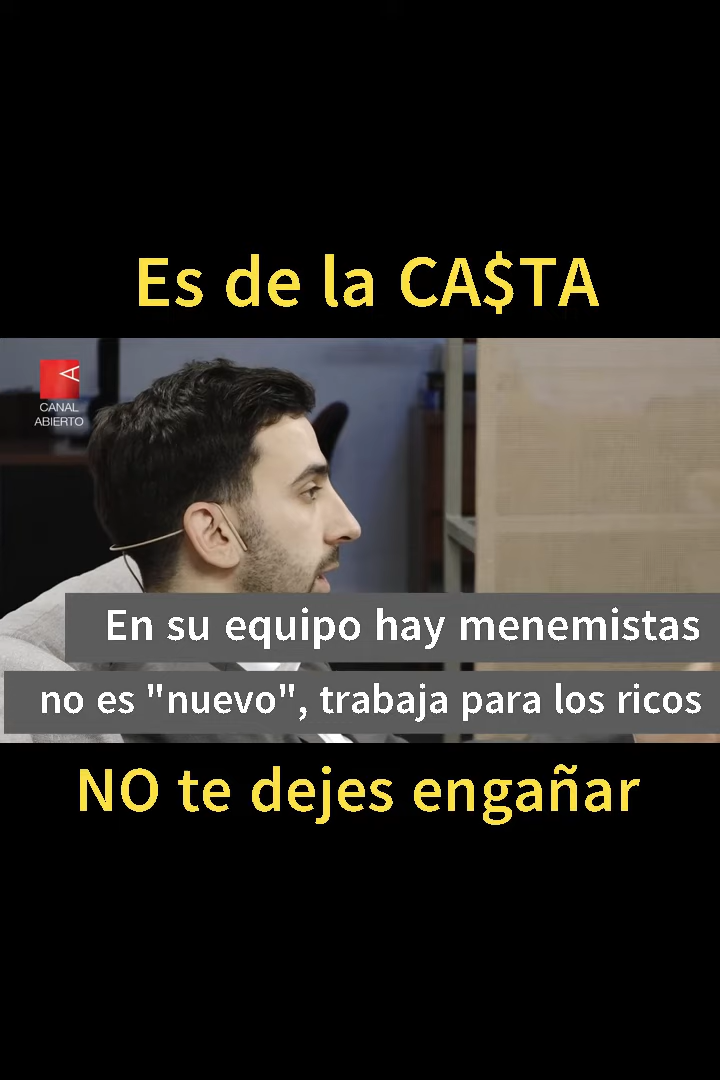 Es de la CA$TA
CANAL
ABIERTO
En su equipo hay menemistas
no es "nuevo", trabaja para los ricos
NO te dejes engañar